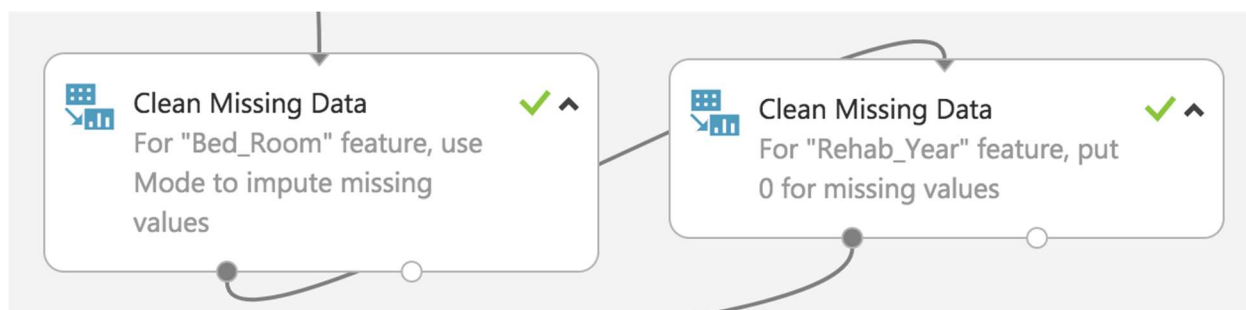 Clean Missing Data
For "Bed_Room" feature, use
Mode to impute missing
values
Clean Missing Data
For "Rehab_Year" feature, put
0 for missing values